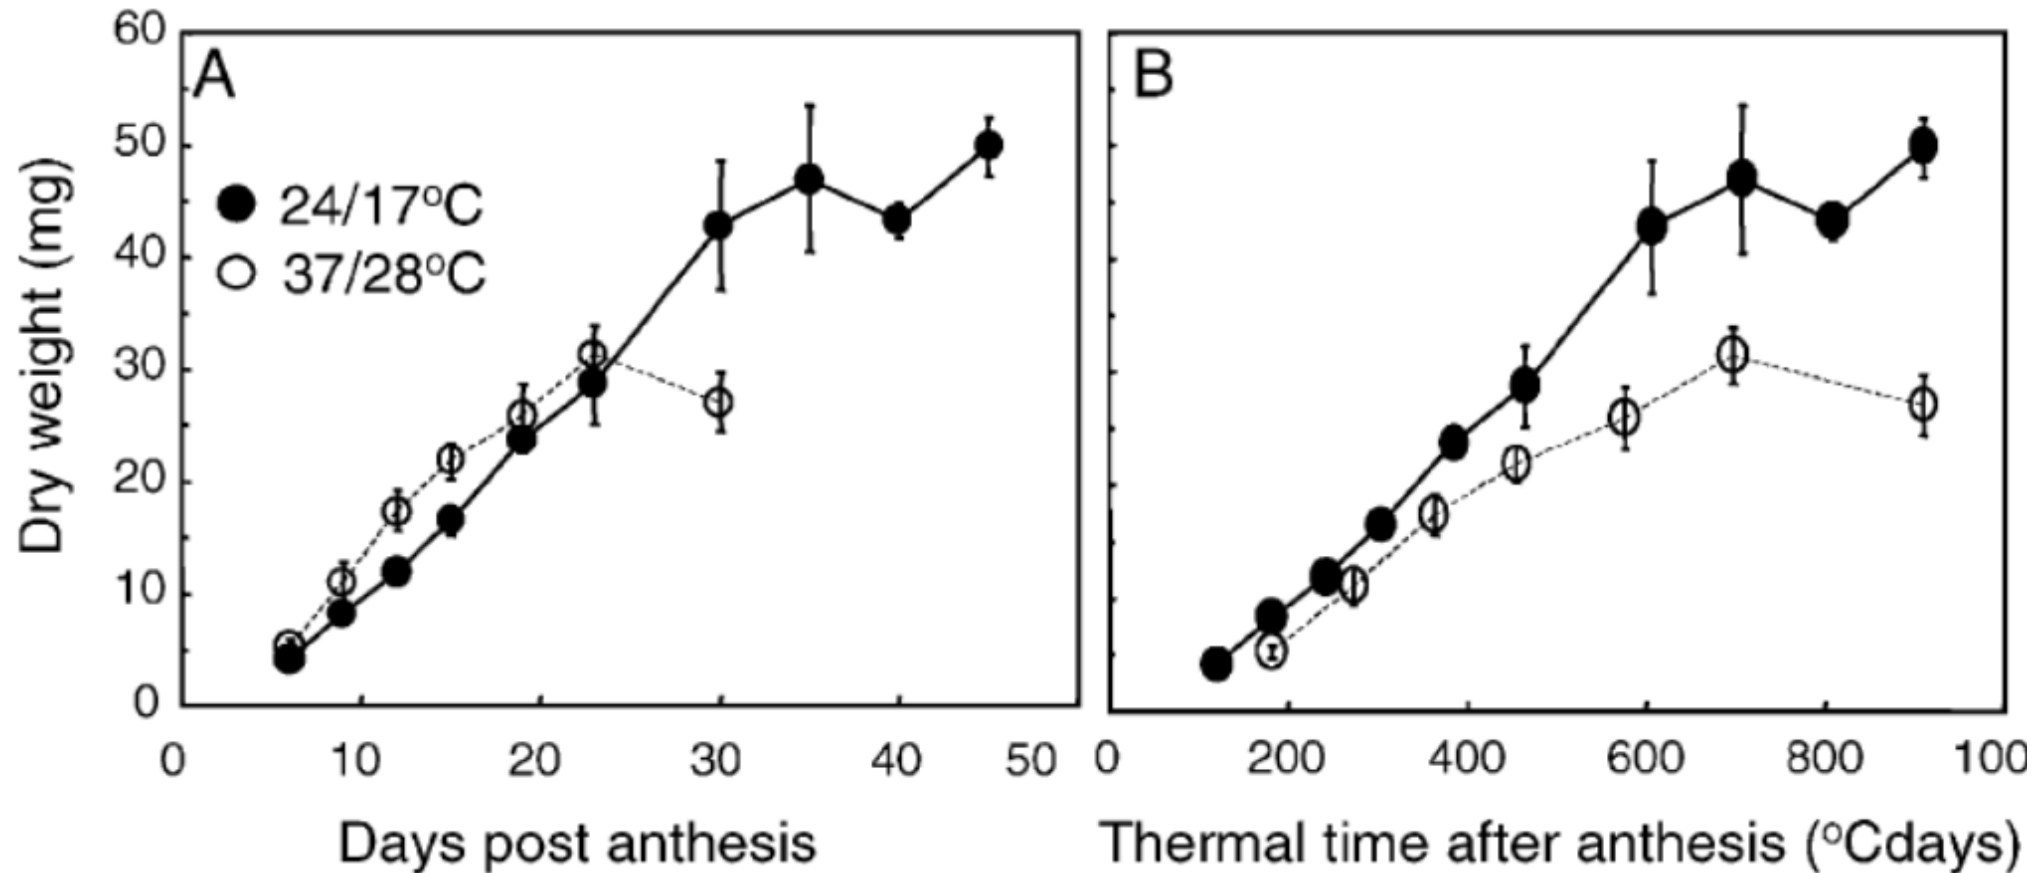 A
B
60
50
40
30
20
10
0
Dry weight (mg)
24/17°C
37/28°C
0 10 20 30 40 50
0 200 400 600 800 100
Days post anthesis
Thermal time after anthesis (°Cdays)